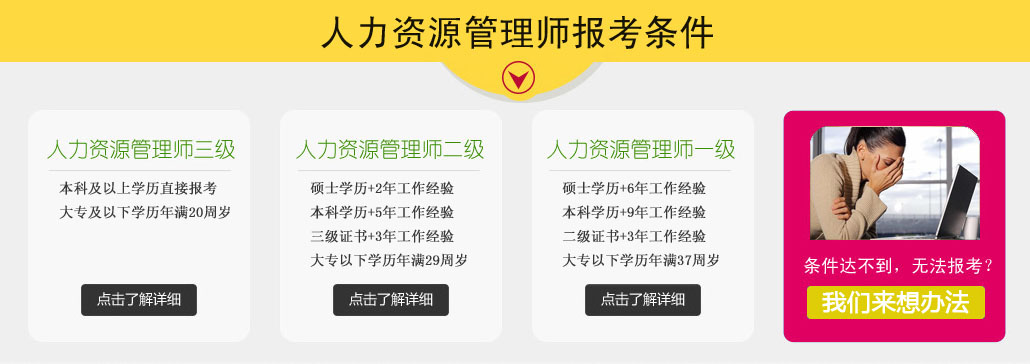 人力资源管理师报考条件
人力资源管理师三级
本科及以上学历直接报考
大专及以下学历年满20周岁
点击了解详细
人力资源管理师二级
硕士学历+2年工作经验
本科学历+5年工作经验
三级证书+3年工作经验
大专以下学历年满29周岁
点击了解详细
人力资源管理师一级
硕士学历+6年工作经验
本科学历+9年工作经验
二级证书+3年工作经验
大专以下学历年满37周岁
点击了解详细
条件达不到，无法报考？
我们来想办法